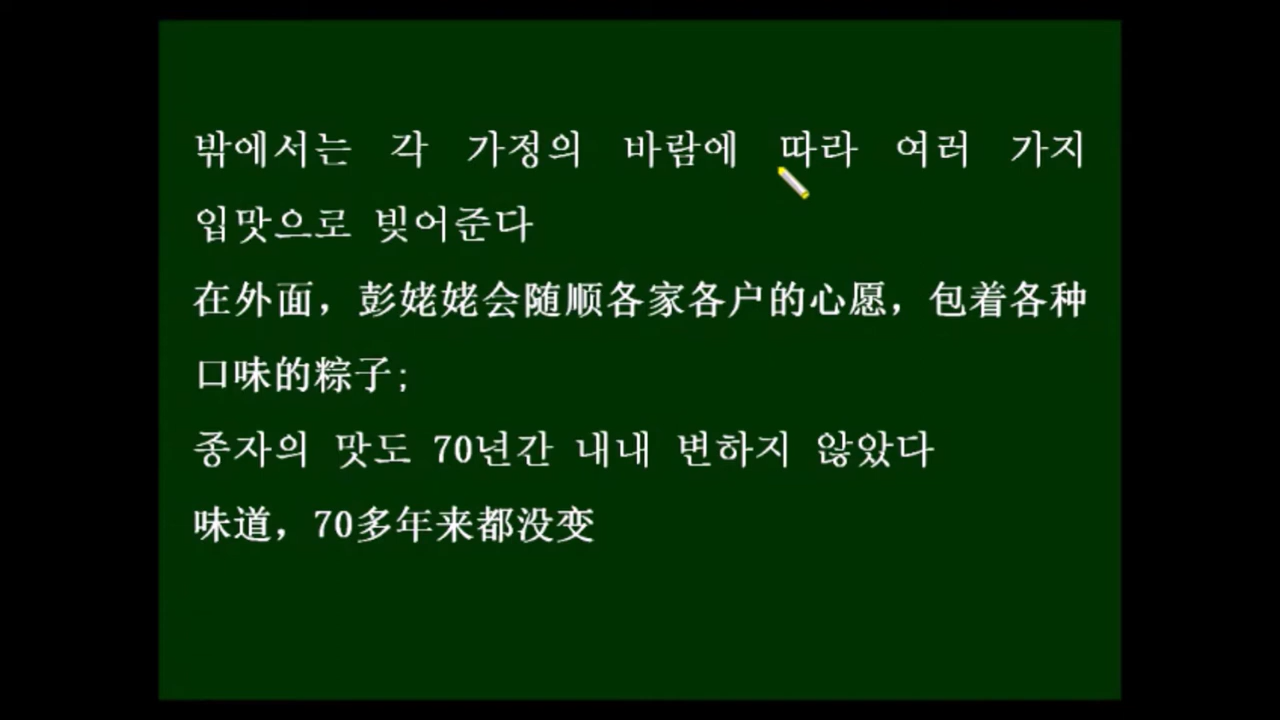 밖에서는 각 가정의 바람에 따라 여러 가지
입맛으로 빚어준다
在外面，彭姥姥会随顺各家各户的心愿，包着各种
口味的粽子;
종자의 맛도 70년간 내내 변하지 않았다
味道，70多年来都没变